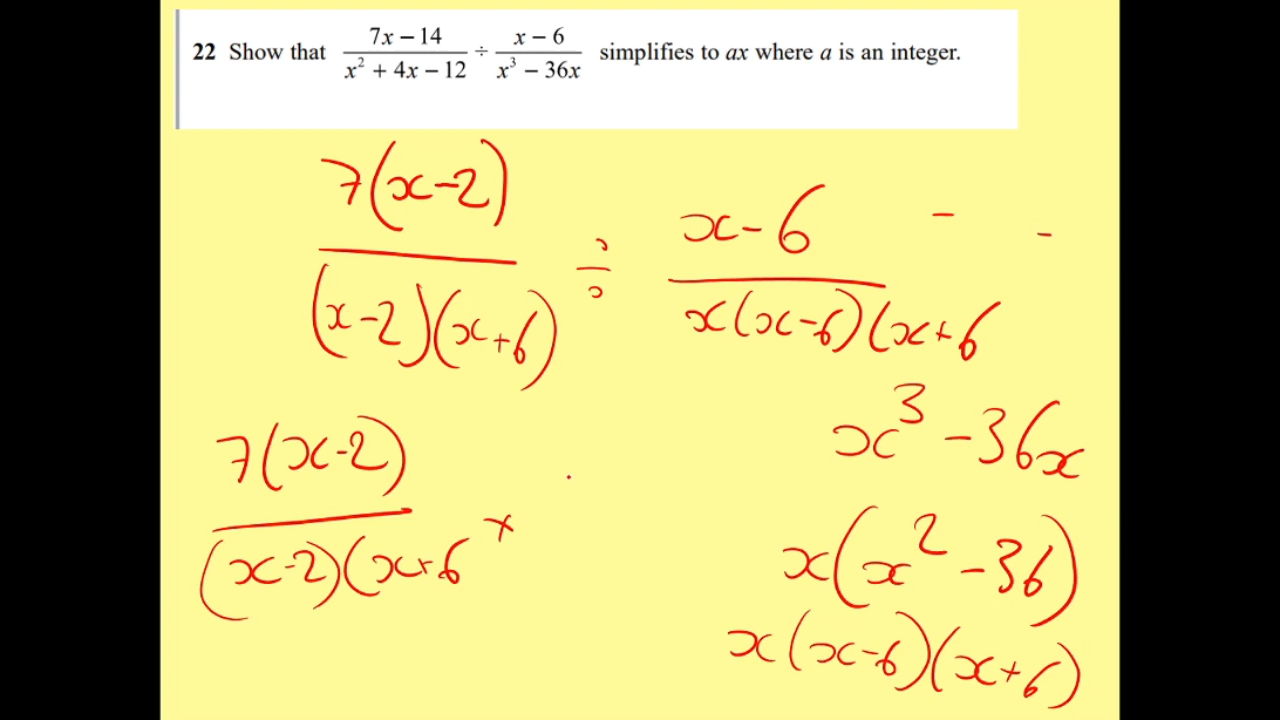 22 Show that (7x − 14)/(x² + 4x − 12) ÷ (x − 6)/(x³ − 36x) simplifies to ax where a is an integer.
7(x-2)/(x-2)(x+6) ÷ x-6/x(x-6)(x+6
x³ - 36x
7(x-2)/(x-2)(x+6 ×
x(x² - 36)
x(x-6)(x+6)